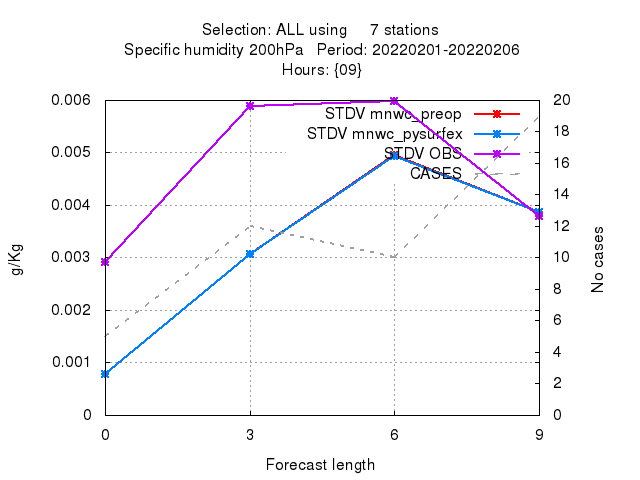 Selection: ALL using 7 stations
Specific humidity 200hPa Period: 20220201-20220206
Hours: {09}
STDV mnwc_preop
STDV mnwc_pysurfex
STDV OBS
CASES
0.006
0.005
0.004
0.003
0.002
0.001
0
g/Kg
20
18
16
14
12
10
8
6
4
2
0
No cases
0 3 6 9
Forecast length